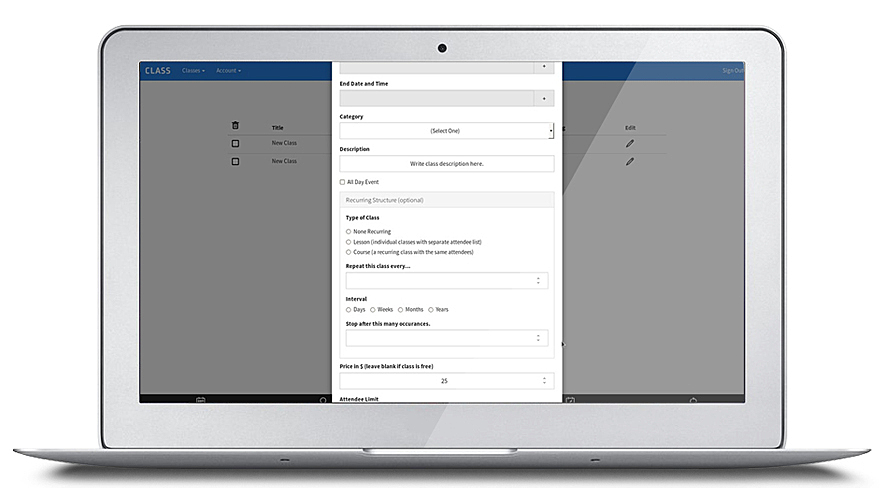 CLASS Classes Account Sign Out
End Date and Time
Category
(Select One)
Title Edit
New Class
Description
New Class
Write class description here.
All Day Event
Recurring Structure (optional)
Type of Class
None Recurring
Lesson (individual classes with separate attendee list)
Course (a recurring class with the same attendees)
Repeat this class every...
Interval
Days Weeks Months Years
Stop after this many occurances.
Price in $ (leave blank if class is free)
25
Attendee Limit